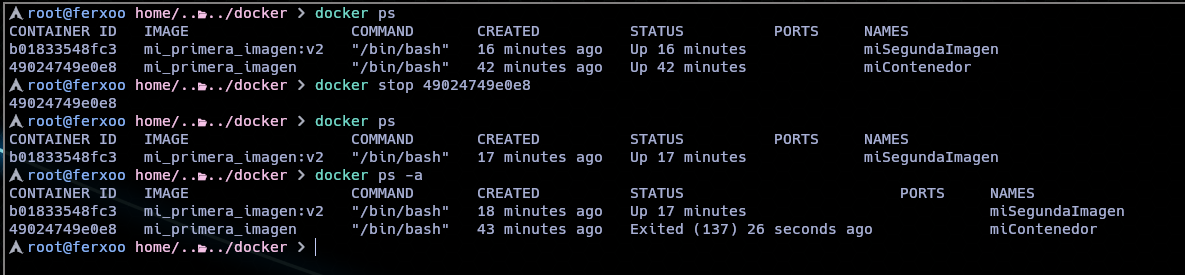 root@ferxoo home/..../docker > docker ps
CONTAINER ID   IMAGE                 COMMAND       CREATED          STATUS          PORTS     NAMES
b01833548fc3   mi_primera_imagen:v2   "/bin/bash"   16 minutes ago   Up 16 minutes             miSegundaImagen
49024749e0e8   mi_primera_imagen      "/bin/bash"   42 minutes ago   Up 42 minutes             miContenedor
root@ferxoo home/..../docker > docker stop 49024749e0e8
49024749e0e8
root@ferxoo home/..../docker > docker ps
CONTAINER ID   IMAGE                  COMMAND       CREATED          STATUS          PORTS     NAMES
b01833548fc3   mi_primera_imagen:v2   "/bin/bash"   17 minutes ago   Up 17 minutes             miSegundaImagen
root@ferxoo home/..../docker > docker ps -a
CONTAINER ID   IMAGE                  COMMAND       CREATED          STATUS                        PORTS     NAMES
b01833548fc3   mi_primera_imagen:v2   "/bin/bash"   18 minutes ago   Up 17 minutes                           miSegundaImagen
49024749e0e8   mi_primera_imagen      "/bin/bash"   43 minutes ago   Exited (137) 26 seconds ago             miContenedor
root@ferxoo home/..../docker >